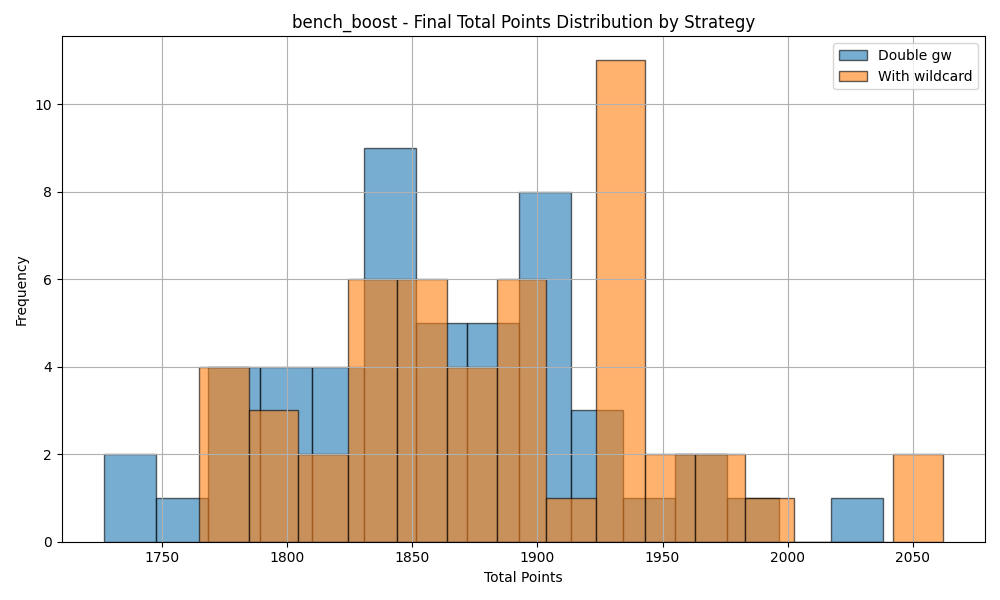 bench_boost - Final Total Points Distribution by Strategy
Double gw
With wildcard
Frequency
10
8
6
4
2
0
1750 1800 1850 1900 1950 2000 2050
Total Points